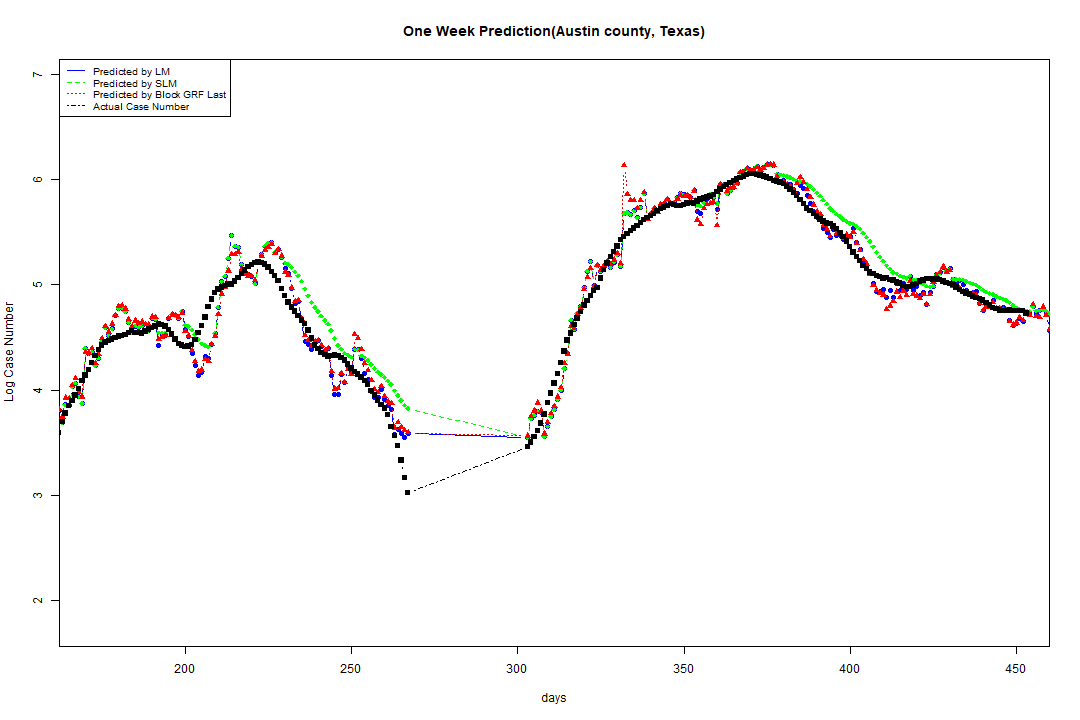 One Week Prediction(Austin county, Texas)
Predicted by LM
Predicted by SLM
Predicted by Block GRF Last
Actual Case Number
7
6
5
4
3
2
Log Case Number
200 250 300 350 400 450
days